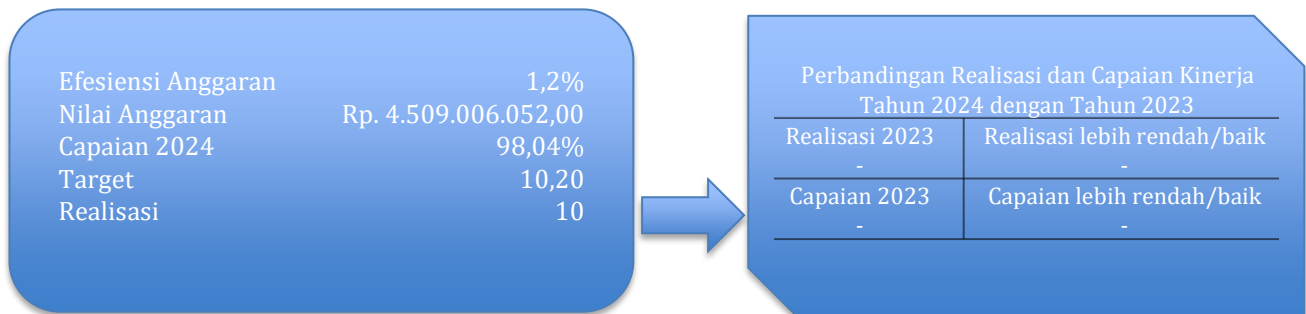 Efesiensi Anggaran 1,2%
Nilai Anggaran Rp. 4.509.006.052,00
Capaian 2024 98,04%
Target 10,20
Realisasi 10
Perbandingan Realisasi dan Capaian Kinerja
Tahun 2024 dengan Tahun 2023
Realisasi 2023 Realisasi lebih rendah/baik
- -
Capaian 2023 Capaian lebih rendah/baik
- -